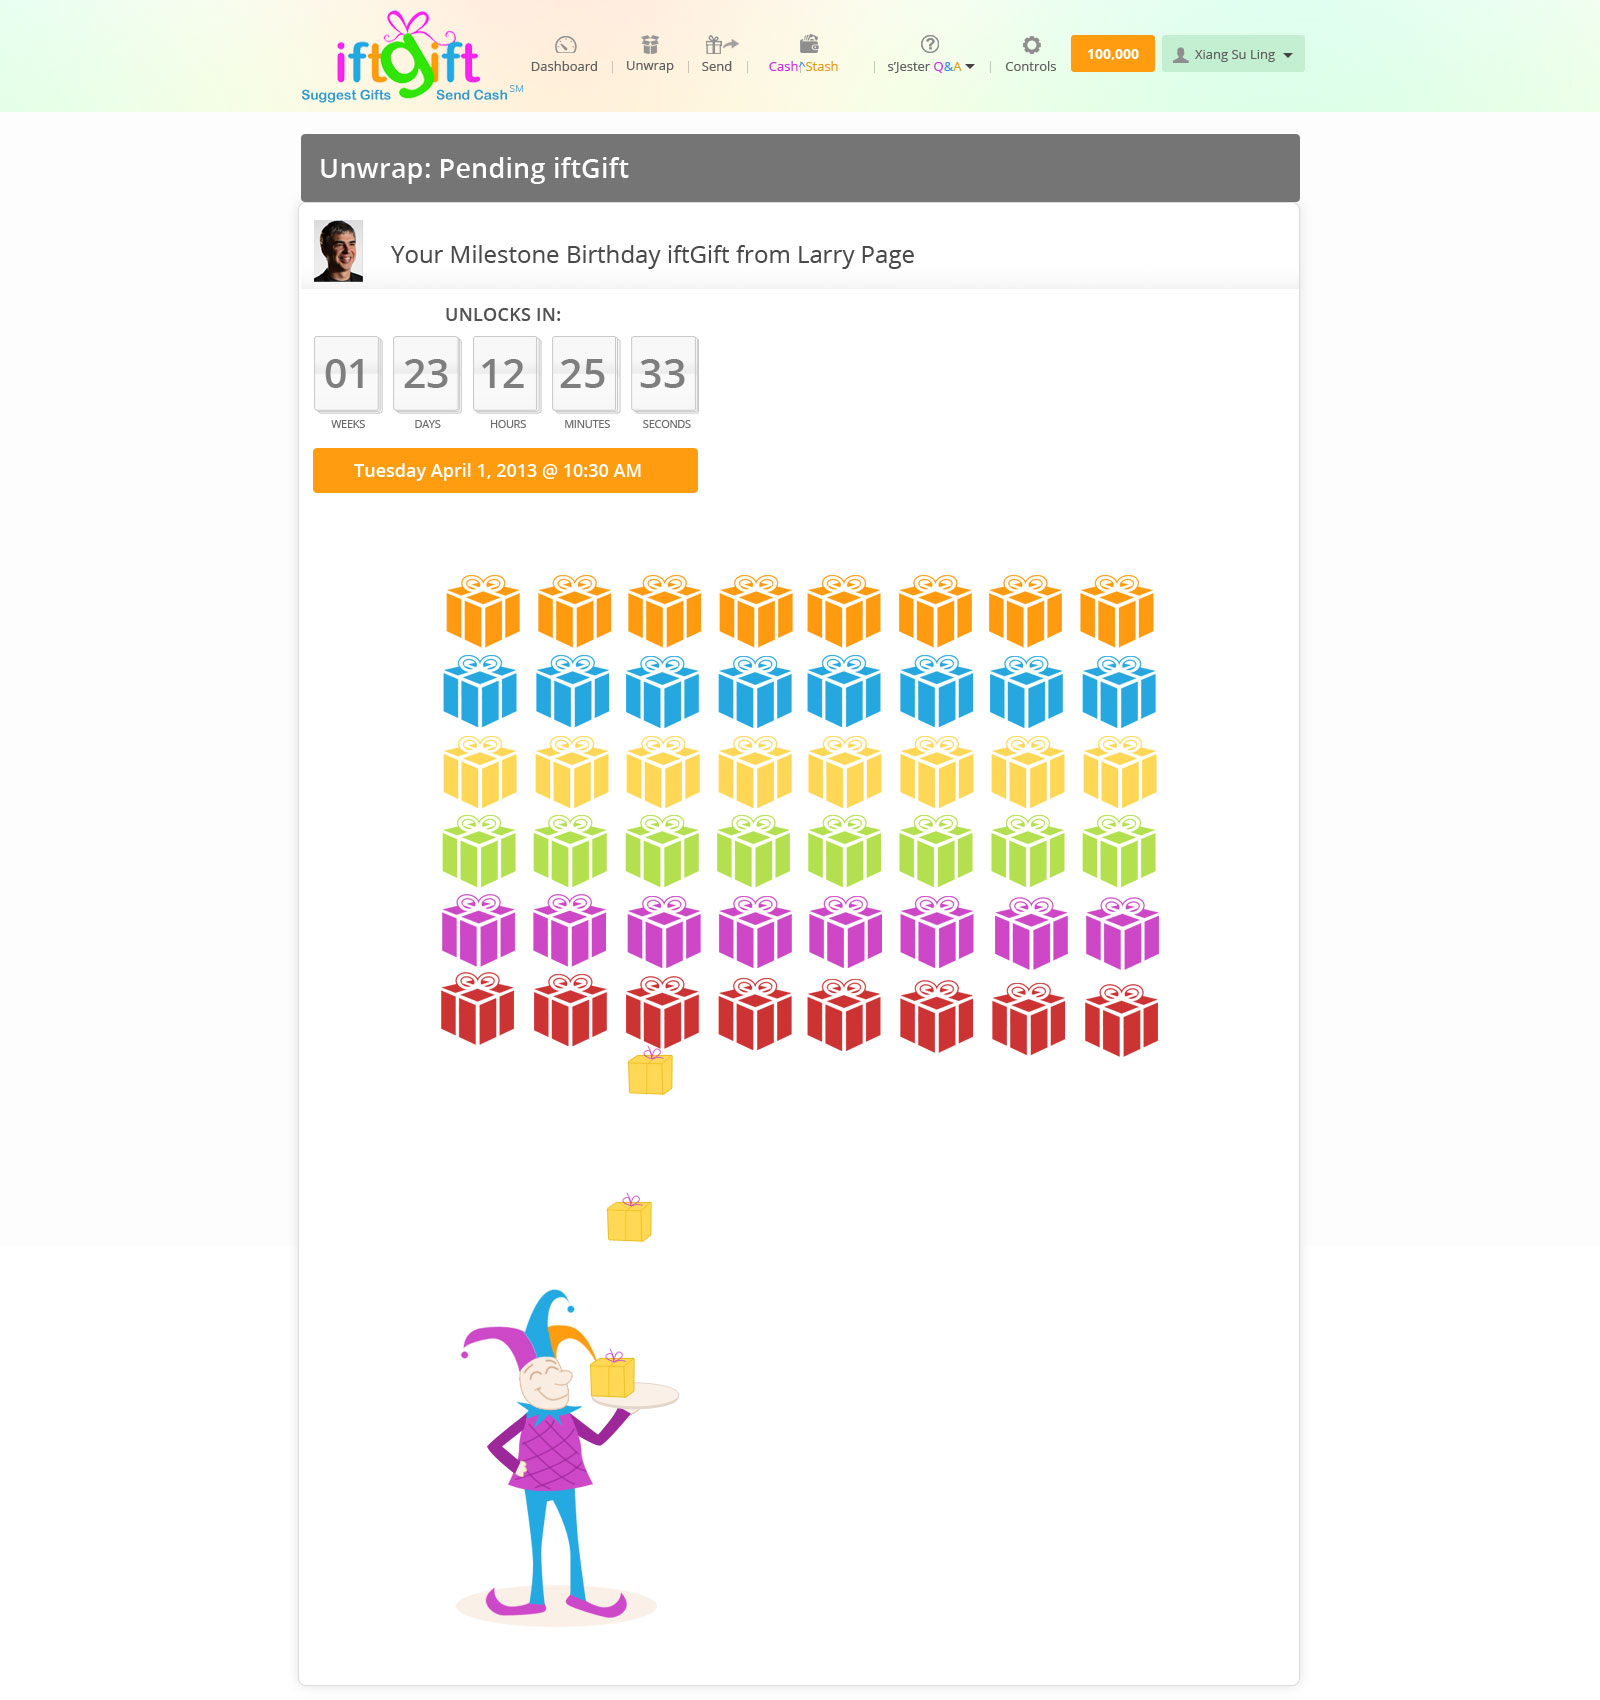 iftgift
Suggest Gifts Send Cash SM
Dashboard
Unwrap
Send
Cash^Stash
s'Jester Q&A
Controls
100,000
Xiang Su Ling
Unwrap: Pending iftGift
Your Milestone Birthday iftGift from Larry Page
UNLOCKS IN:
01 23 12 25 33
WEEKS DAYS HOURS MINUTES SECONDS
Tuesday April 1, 2013 @ 10:30 AM